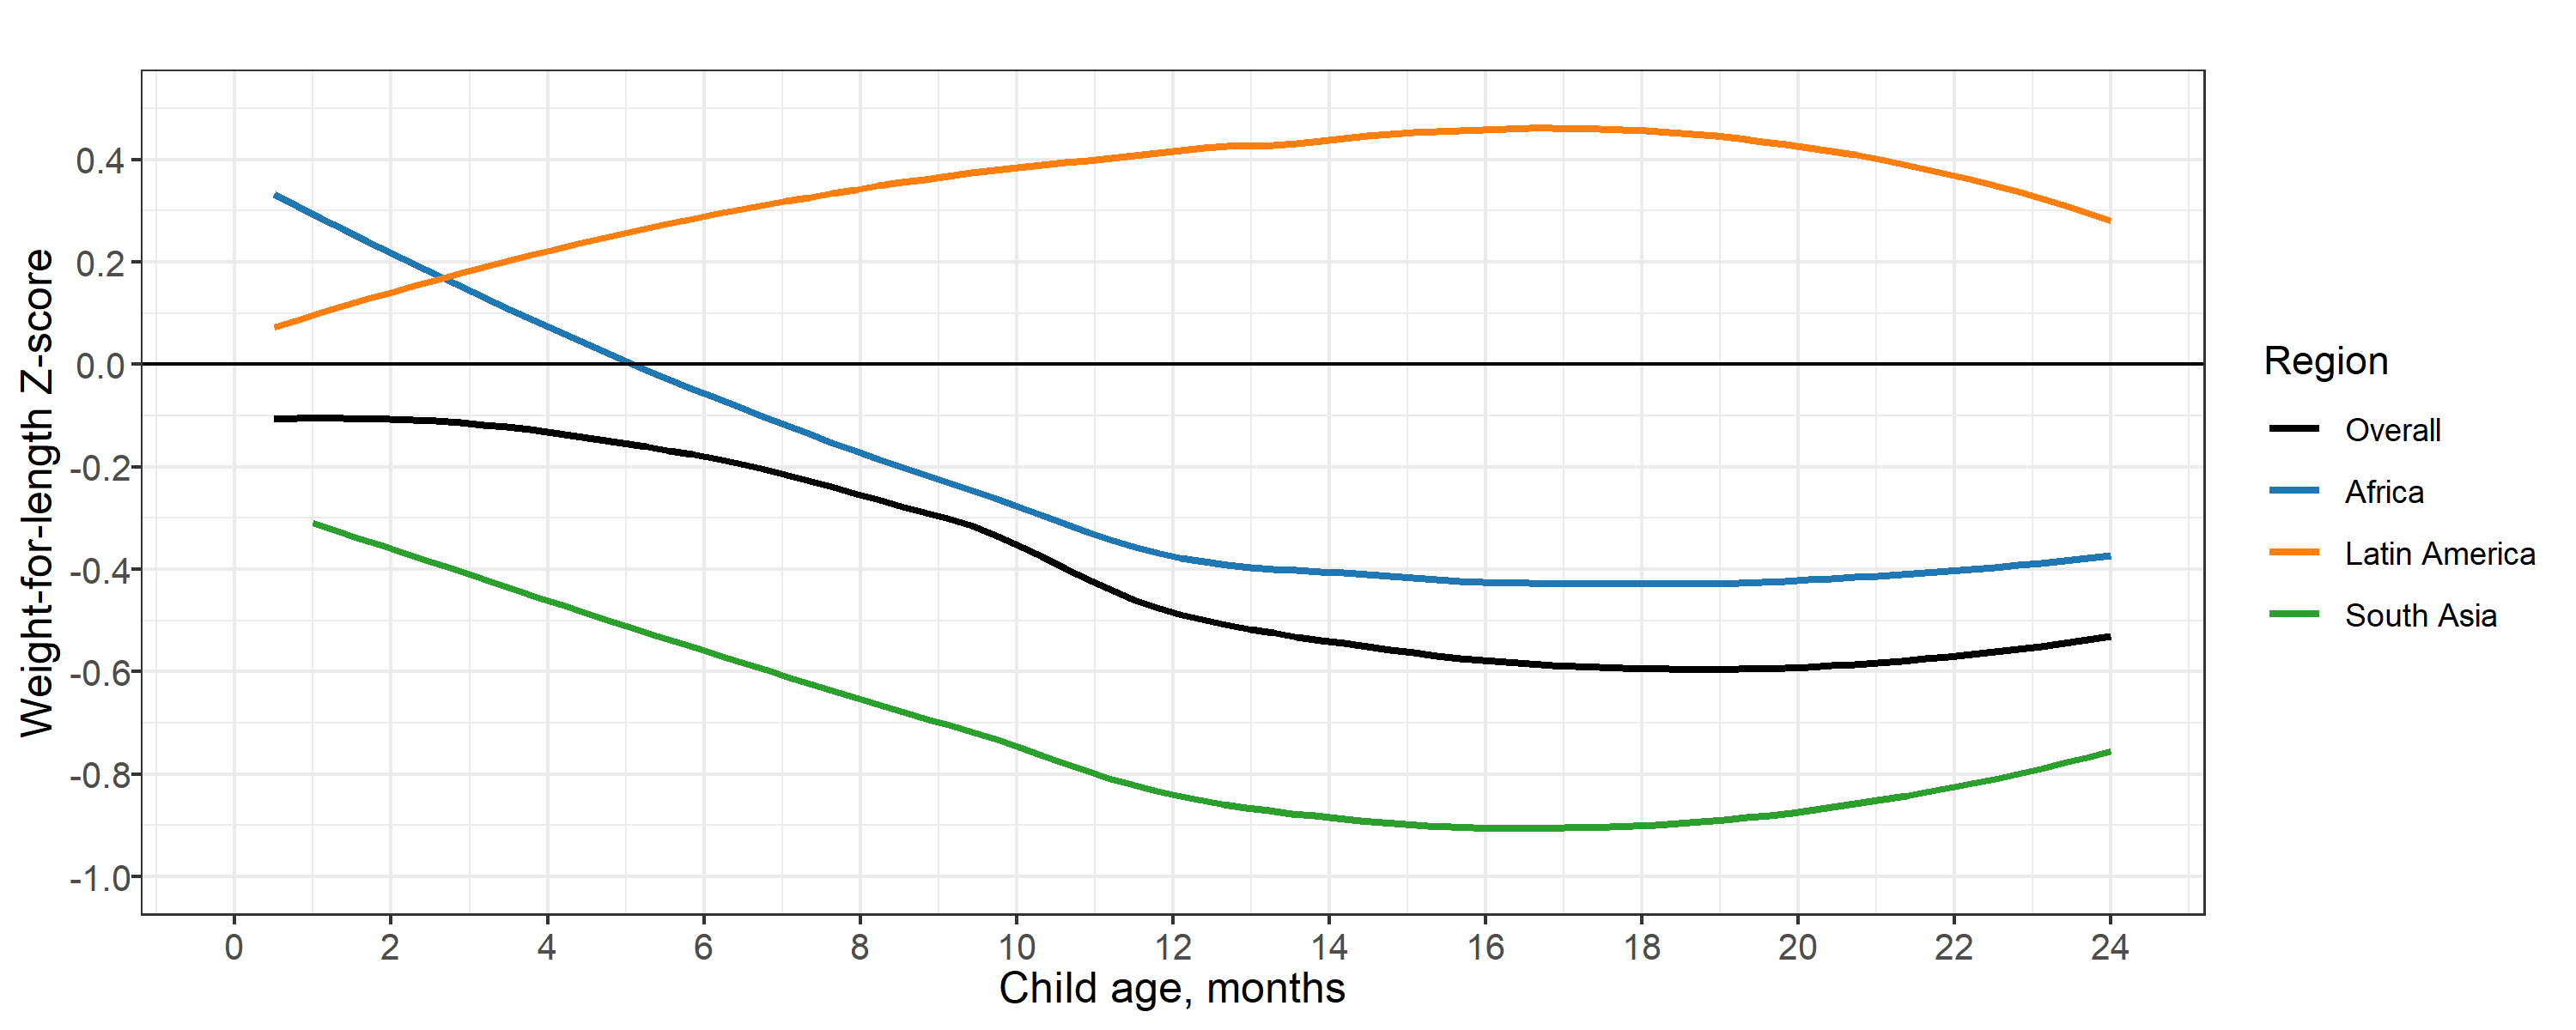 Weight-for-length Z-score
0.4
0.2
0.0
-0.2
-0.4
-0.6
-0.8
-1.0
0 2 4 6 8 10 12 14 16 18 20 22 24
Child age, months
Region
Overall
Africa
Latin America
South Asia